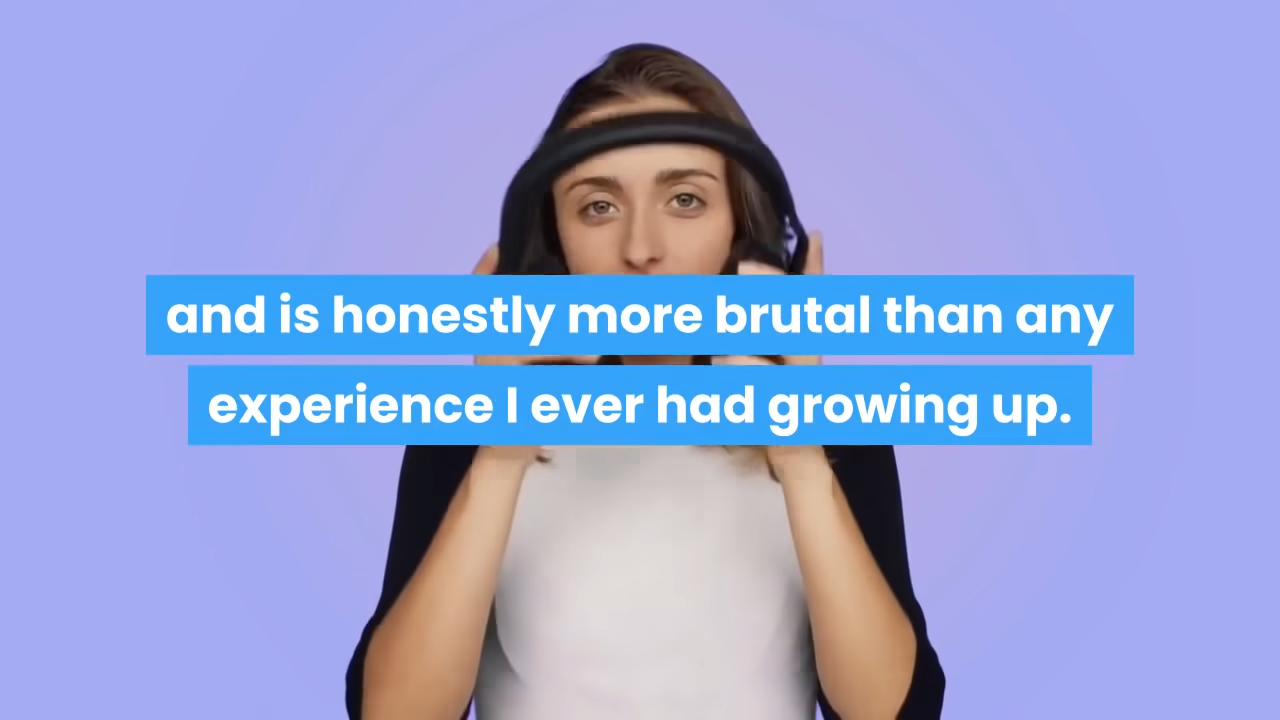 and is honestly more brutal than any
experience I ever had growing up.